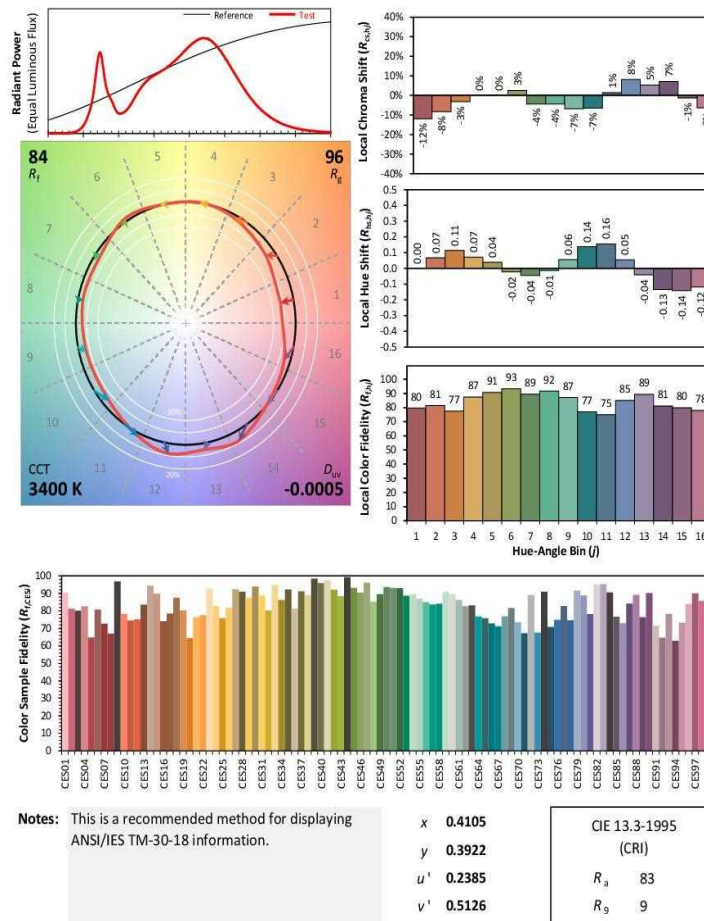 Reference Test
Radiant Power
(Equal Luminous Flux)
84
Rf
96
Rg
1
2
3
4
5
6
7
8
9
10
11
12
13
14
15
16
20%
20%
CCT
3400 K
Duv
-0.0005
Local Chroma Shift (Rcs,hj)
40%
30%
20%
10%
0%
-10%
-20%
-30%
-40%
-12% -8% -3% 0% 0% 3% -4% -4% -7% -7% 1% 8% 5% 7% -1%
Local Hue Shift (Rhs,hj)
0.5
0.4
0.3
0.2
0.1
0.0
-0.1
-0.2
-0.3
-0.4
-0.5
0.00 0.07 0.11 0.07 0.04 -0.02 -0.04 -0.01 0.06 0.14 0.16 0.05 -0.04 -0.13 -0.14 -0.12
Local Color Fidelity (Rf,hj)
100
90
80
70
60
50
40
30
20
10
0
80 81 77 87 91 93 89 92 87 77 75 85 89 81 80 78
1 2 3 4 5 6 7 8 9 10 11 12 13 14 15 16
Hue-Angle Bin (j)
Color Sample Fidelity (Rf,CESi)
100
90
80
70
60
50
40
30
20
10
0
CES01 CES04 CES07 CES10 CES13 CES16 CES19 CES22 CES25 CES28 CES31 CES34 CES37 CES40 CES43 CES46 CES49 CES52 CES55 CES58 CES61 CES64 CES67 CES70 CES73 CES76 CES79 CES82 CES85 CES88 CES91 CES94 CES97
Notes: This is a recommended method for displaying
ANSI/IES TM-30-18 information.
x 0.4105
y 0.3922
u' 0.2385
v' 0.5126
CIE 13.3-1995
(CRI)
Ra 83
R9 9